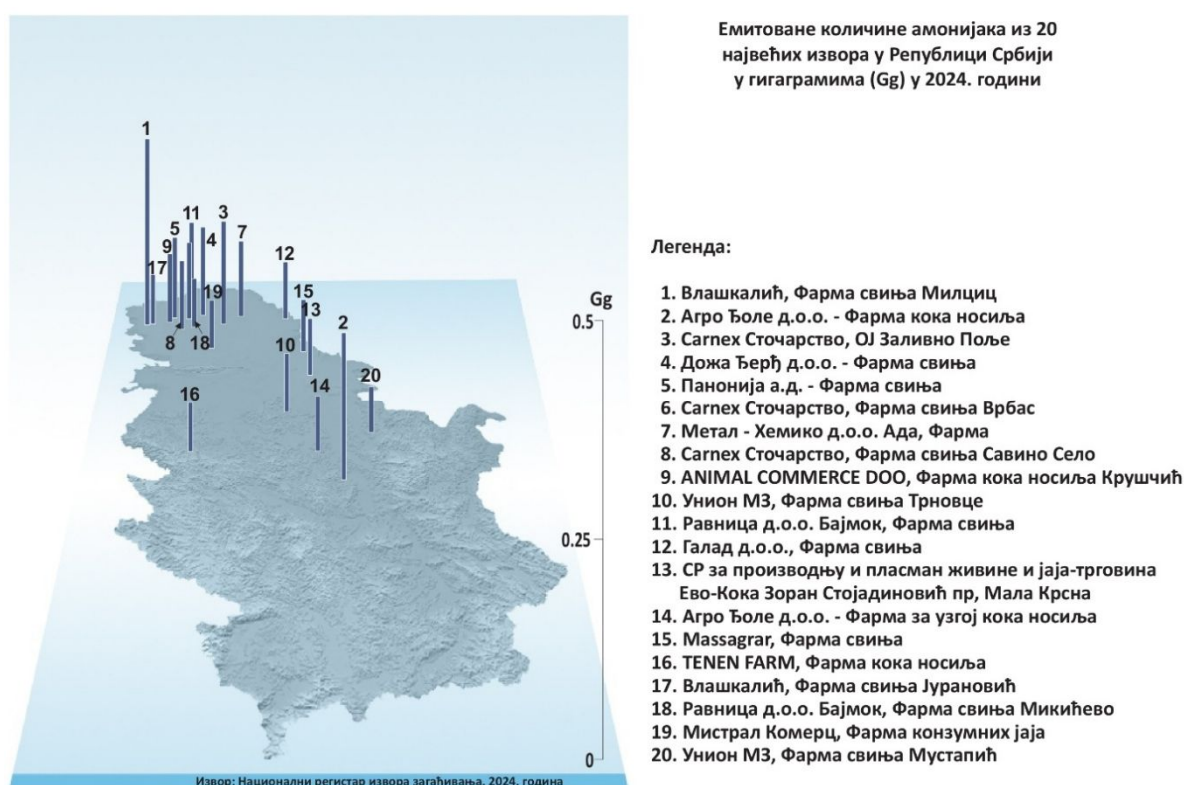 Емитоване количине амонијака из 20
највећих извора у Републици Србији
у гигаграмима (Gg) у 2024. години
1
11
3
5
4
7
9
12
17
15
19
13
Gg
0.5
2
8
18
10
20
14
16
0.25
0
Извор: Национални регистар извора загађивања, 2024. година
Легенда:
1. Влашкалић, Фарма свиња Милциц
2. Агро Ђоле д.о.о. - Фарма кока носиља
3. Carnex Сточарство, ОЈ Заливно Поље
4. Дожа Ђерђ д.о.о. - Фарма свиња
5. Панонија а.д. - Фарма свиња
6. Carnex Сточарство, Фарма свиња Врбас
7. Метал - Хемико д.о.о. Ада, Фарма
8. Carnex Сточарство, Фарма свиња Савино Село
9. ANIMAL COMMERCE DOO, Фарма кока носиља Крушчић
10. Унион МЗ, Фарма свиња Трновце
11. Равница д.о.о. Бајмок, Фарма свиња
12. Галад д.о.о., Фарма свиња
13. СР за производњу и пласман живине и јаја-трговина
Ево-Кока Зоран Стојадиновић пр, Мала Крсна
14. Агро Ђоле д.о.о. - Фарма за узгој кока носиља
15. Massagrar, Фарма свиња
16. TENEN FARM, Фарма кока носиља
17. Влашкалић, Фарма свиња Јурановић
18. Равница д.о.о. Бајмок, Фарма свиња Микићево
19. Мистрал Комерц, Фарма конзумних јаја
20. Унион МЗ, Фарма свиња Мустапић